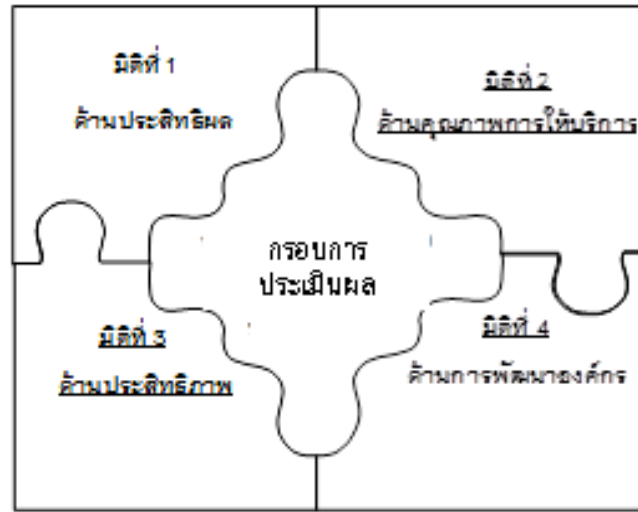 มิติที่ 1
ด้านประสิทธิผล
มิติที่ 2
ด้านคุณภาพการให้บริการ
กรอบการ
ประเมินผล
มิติที่ 3
ด้านประสิทธิภาพ
มิติที่ 4
ด้านการพัฒนาองค์กร